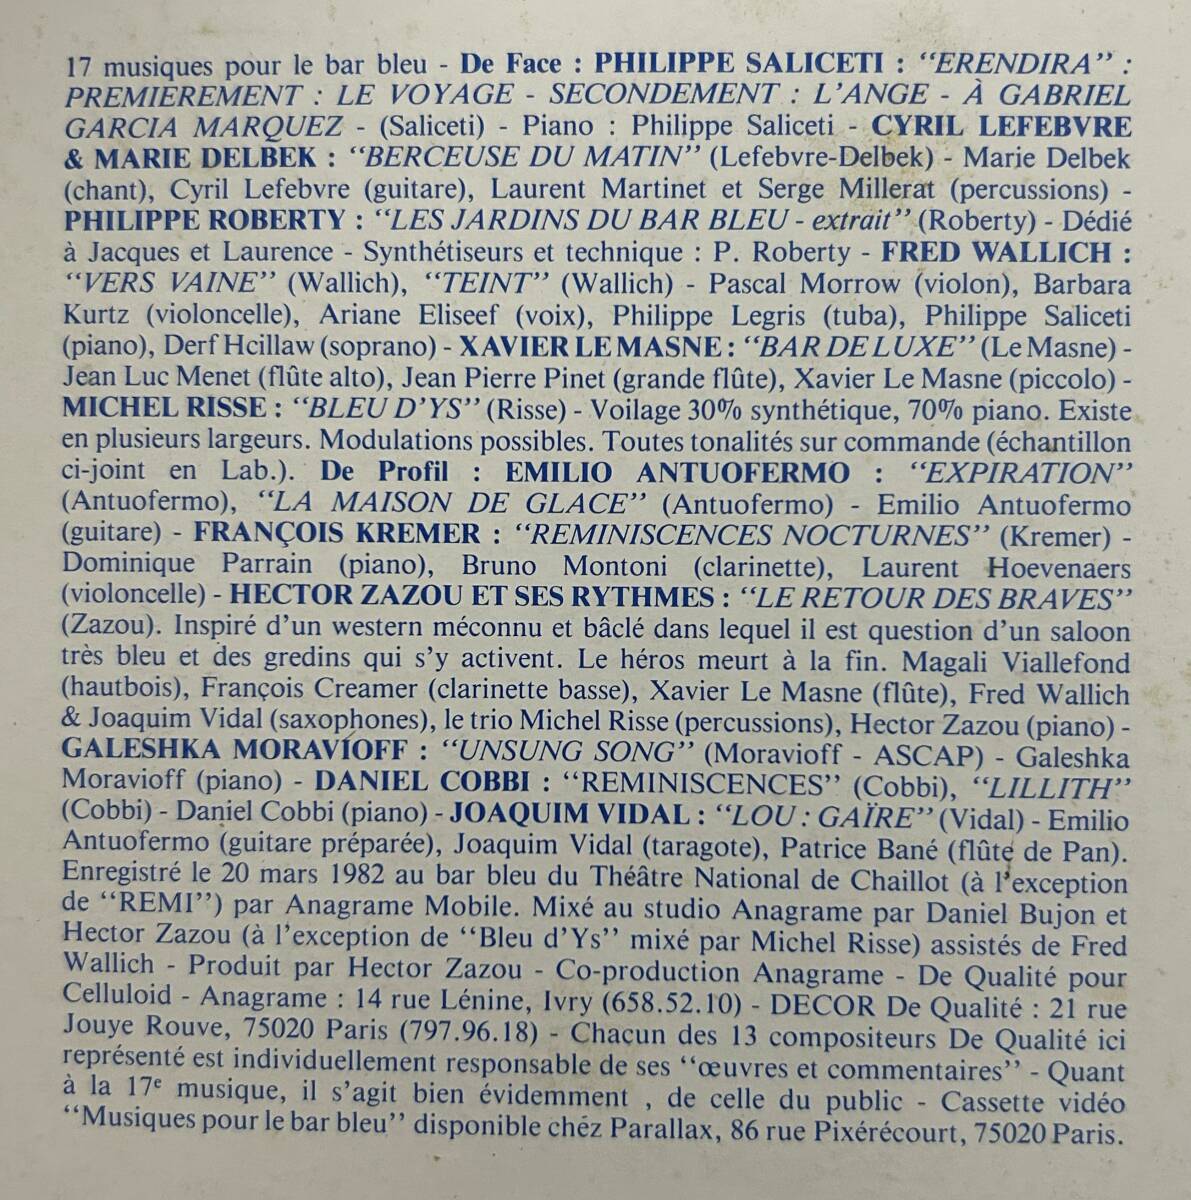 17 musiques pour le bar bleu - De Face : PHILIPPE SALICETI : “ERENDIRA” :
PREMIEREMENT : LE VOYAGE - SECONDEMENT : L’ANGE - À GABRIEL
GARCIA MARQUEZ - (Saliceti) - Piano : Philippe Saliceti - CYRIL LEFEBVRE
& MARIE DELBEK : “BERCEUSE DU MATIN” (Lefebvre-Delbek) - Marie Delbek
(chant), Cyril Lefebvre (guitare), Laurent Martinet et Serge Millerat (percussions) -
PHILIPPE ROBERTY : “LES JARDINS DU BAR BLEU - extrait” (Roberty) - Dédié
à Jacques et Laurence - Synthétiseurs et technique : P. Roberty - FRED WALLICH :
“VERS VAINE” (Wallich), “TEINT” (Wallich) - Pascal Morrow (violon), Barbara
Kurtz (violoncelle), Ariane Eliseef (voix), Philippe Legris (tuba), Philippe Saliceti
(piano), Derf Hcillaw (soprano) - XAVIER LE MASNE : “BAR DE LUXE” (Le Masne) -
Jean Luc Menet (flûte alto), Jean Pierre Pinet (grande flûte), Xavier Le Masne (piccolo) -
MICHEL RISSE : “BLEU D’YS” (Risse) - Voilage 30% synthétique, 70% piano. Existe
en plusieurs largeurs. Modulations possibles. Toutes tonalités sur commande (échantillon
ci-joint en Lab.). De Profil : EMILIO ANTUOFERMO : “EXPIRATION”
(Antuofermo), “LA MAISON DE GLACE” (Antuofermo) - Emilio Antuofermo
(guitare) - FRANÇOIS KREMER : “REMINISCENCES NOCTURNES” (Kremer) -
Dominique Parrain (piano), Bruno Montoni (clarinette), Laurent Hoevenaers
(violoncelle) - HECTOR ZAZOU ET SES RYTHMES : “LE RETOUR DES BRAVES”
(Zazou). Inspiré d’un western méconnu et bâclé dans lequel il est question d’un saloon
très bleu et des gredins qui s’y activent. Le héros meurt à la fin. Magali Viallefond
(hautbois), François Creamer (clarinette basse), Xavier Le Masne (flûte), Fred Wallich
& Joaquim Vidal (saxophones), le trio Michel Risse (percussions), Hector Zazou (piano) -
GALESHKA MORAVÍOFF : “UNSUNG SONG” (Moravioff - ASCAP) - Galeshka
Moravioff (piano) - DANIEL COBBI : “REMINISCENCES” (Cobbi), “LILLITH”
(Cobbi) - Daniel Cobbi (piano) - JOAQUIM VIDAL : “LOU : GAÏRE” (Vidal) - Emilio
Antuofermo (guitare préparée), Joaquim Vidal (taragote), Patrice Bané (flûte de Pan).
Enregistré le 20 mars 1982 au bar bleu du Théâtre National de Chaillot (à l’exception
de “REMI”) par Anagrame Mobile. Mixé au studio Anagrame par Daniel Bujon et
Hector Zazou (à l’exception de “Bleu d’Ys” mixé par Michel Risse) assistés de Fred
Wallich - Produit par Hector Zazou - Co-production Anagrame - De Qualité pour
Celluloid - Anagrame : 14 rue Lénine, Ivry (658.52.10) - DECOR De Qualité : 21 rue
Jouye Rouve, 75020 Paris (797.96.18) - Chacun des 13 compositeurs De Qualité ici
représenté est individuellement responsable de ses “œuvres et commentaires” - Quant
à la 17e musique, il s’agit bien évidemment , de celle du public - Cassette vidéo
“Musiques pour le bar bleu” disponible chéz Parallax, 86 rue Pixérécourt, 75020 Paris.